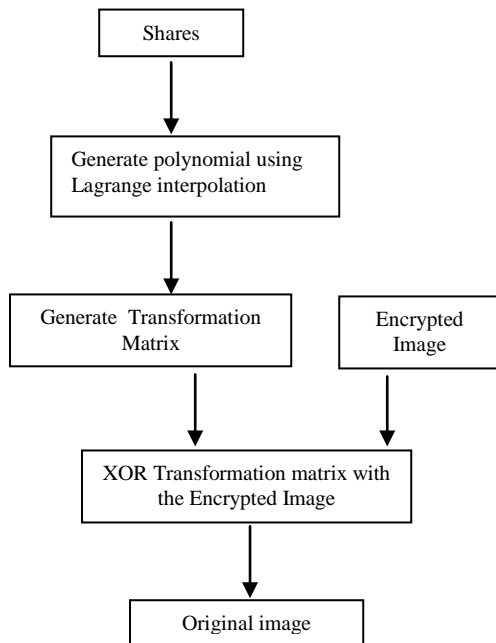 Shares
Generate polynomial using
Lagrange interpolation
Generate Transformation
Matrix
Encrypted
Image
XOR Transformation matrix with
the Encrypted Image
Original image